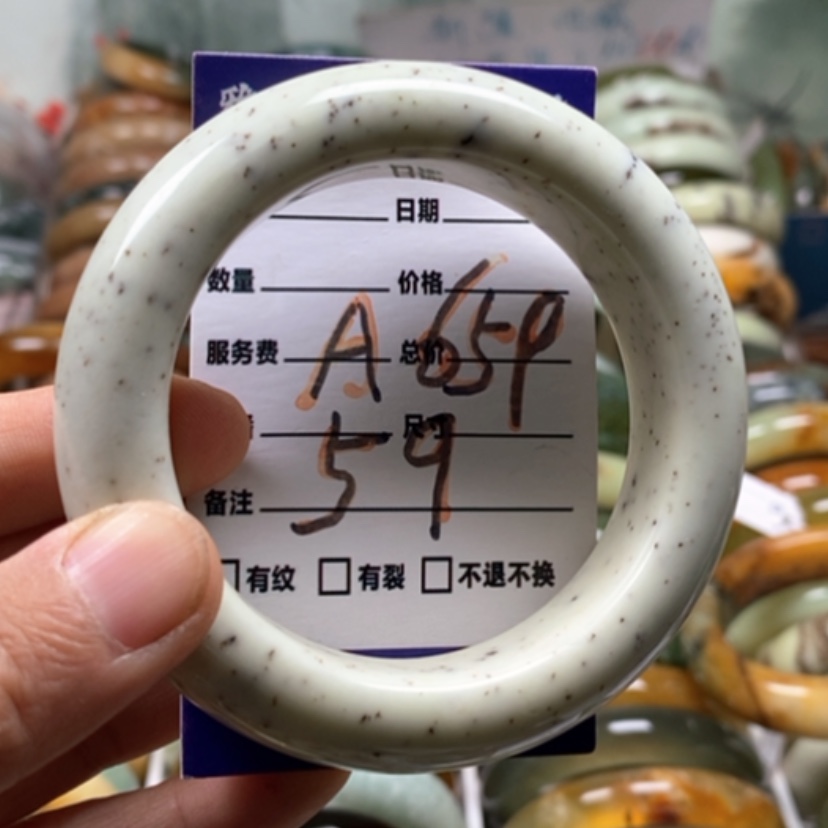 日期
数量 价格
服务费 总价
A 659
尺寸
59
备注
□有纹 □有裂 □不退不换